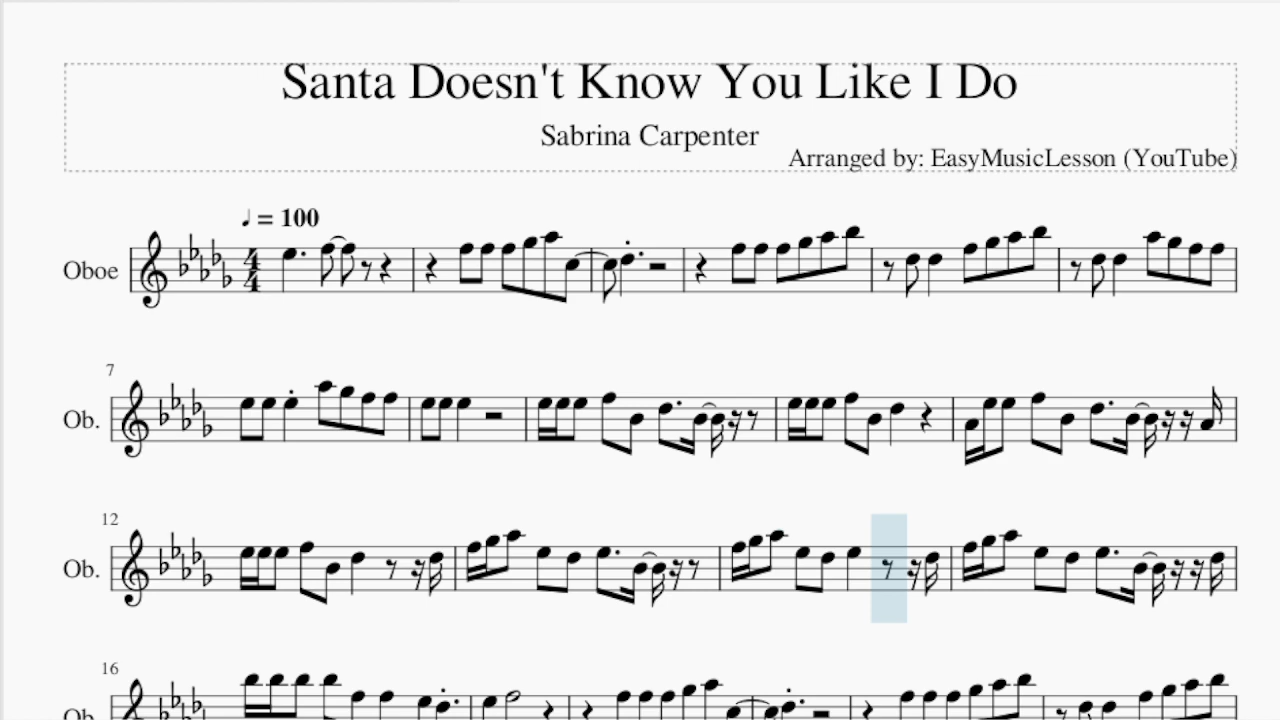 Santa Doesn't Know You Like I Do
Sabrina Carpenter
Arranged by: EasyMusicLesson (YouTube)
♩ = 100
Oboe
4
4
7
Ob.
12
Ob.
16
Ob.